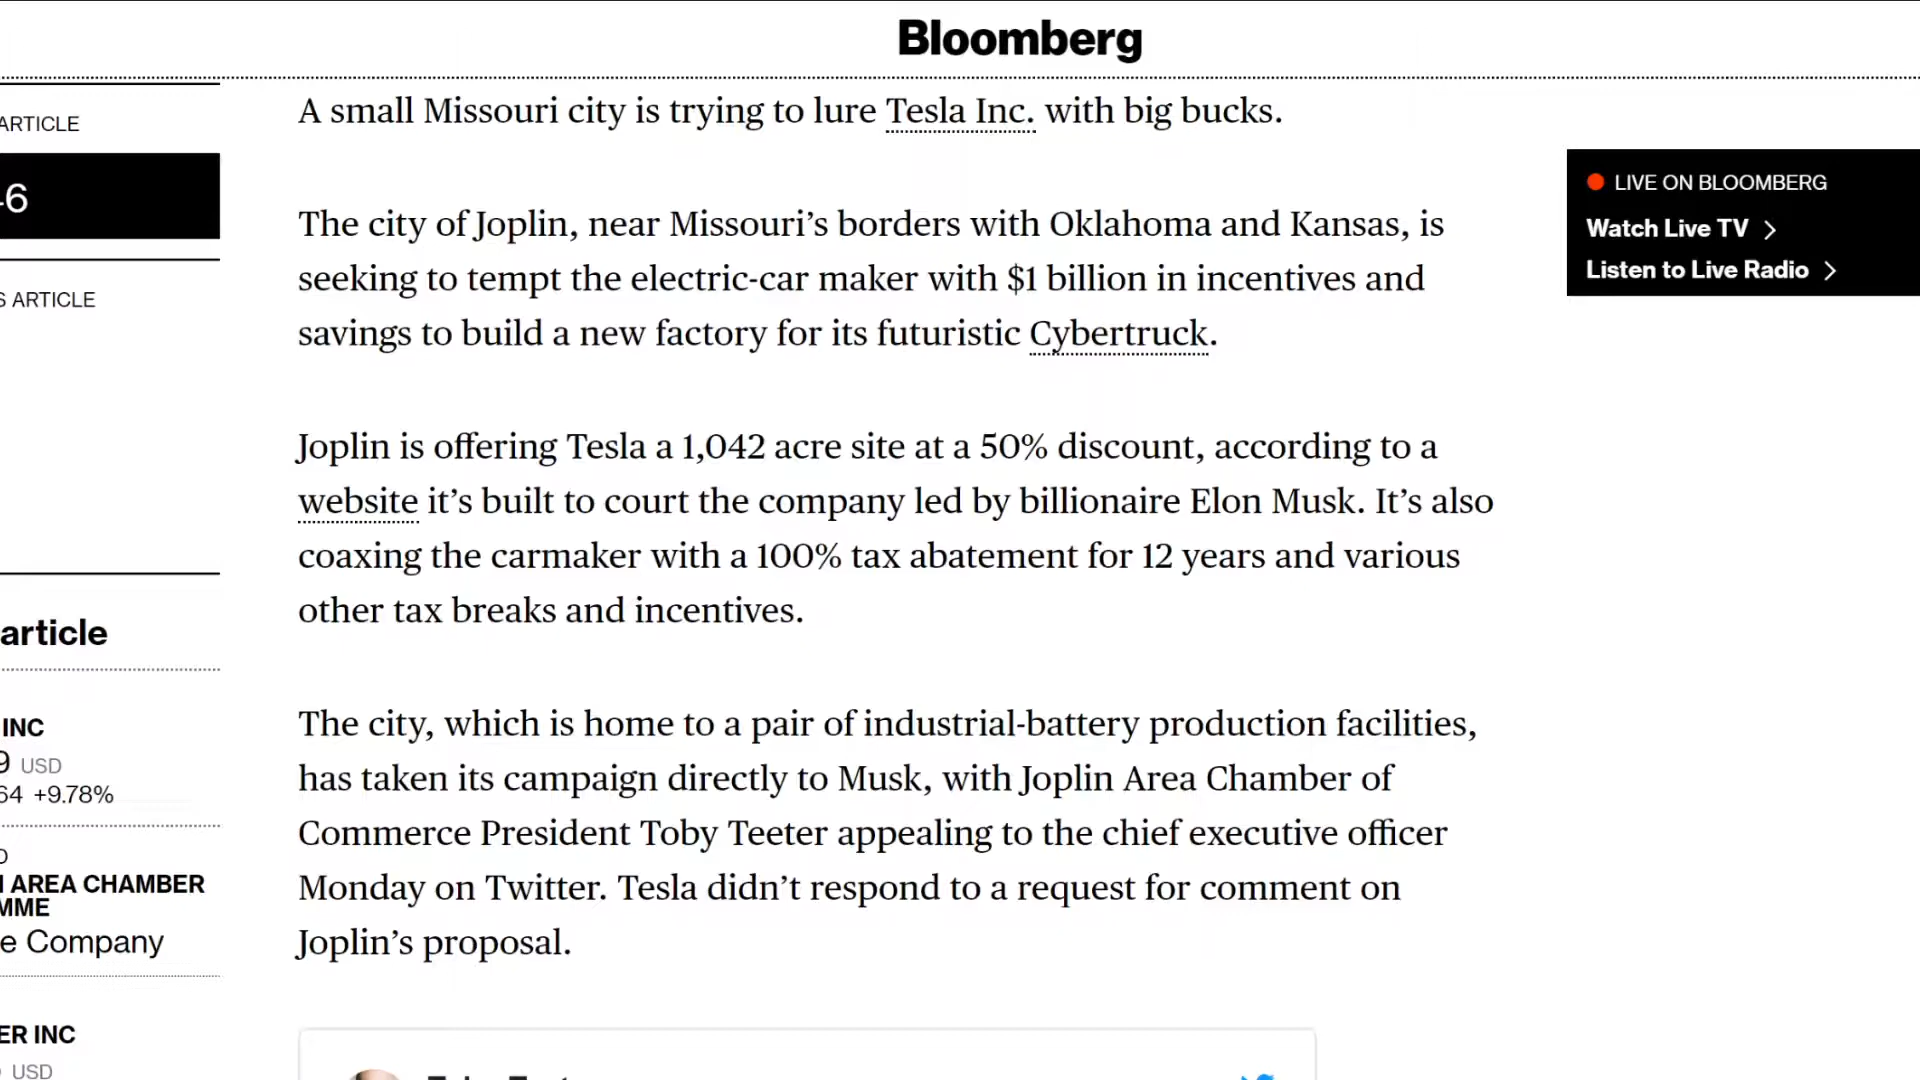 Bloomberg
ARTICLE
46
S ARTICLE
article
INC
9 USD
64 +9.78%
AREA CHAMBER
MME
e Company
ER INC
USD
A small Missouri city is trying to lure Tesla Inc. with big bucks.
The city of Joplin, near Missouri’s borders with Oklahoma and Kansas, is
seeking to tempt the electric-car maker with $1 billion in incentives and
savings to build a new factory for its futuristic Cybertruck.
Joplin is offering Tesla a 1,042 acre site at a 50% discount, according to a
website it’s built to court the company led by billionaire Elon Musk. It’s also
coaxing the carmaker with a 100% tax abatement for 12 years and various
other tax breaks and incentives.
The city, which is home to a pair of industrial-battery production facilities,
has taken its campaign directly to Musk, with Joplin Area Chamber of
Commerce President Toby Teeter appealing to the chief executive officer
Monday on Twitter. Tesla didn’t respond to a request for comment on
Joplin’s proposal.
LIVE ON BLOOMBERG
Watch Live TV
Listen to Live Radio